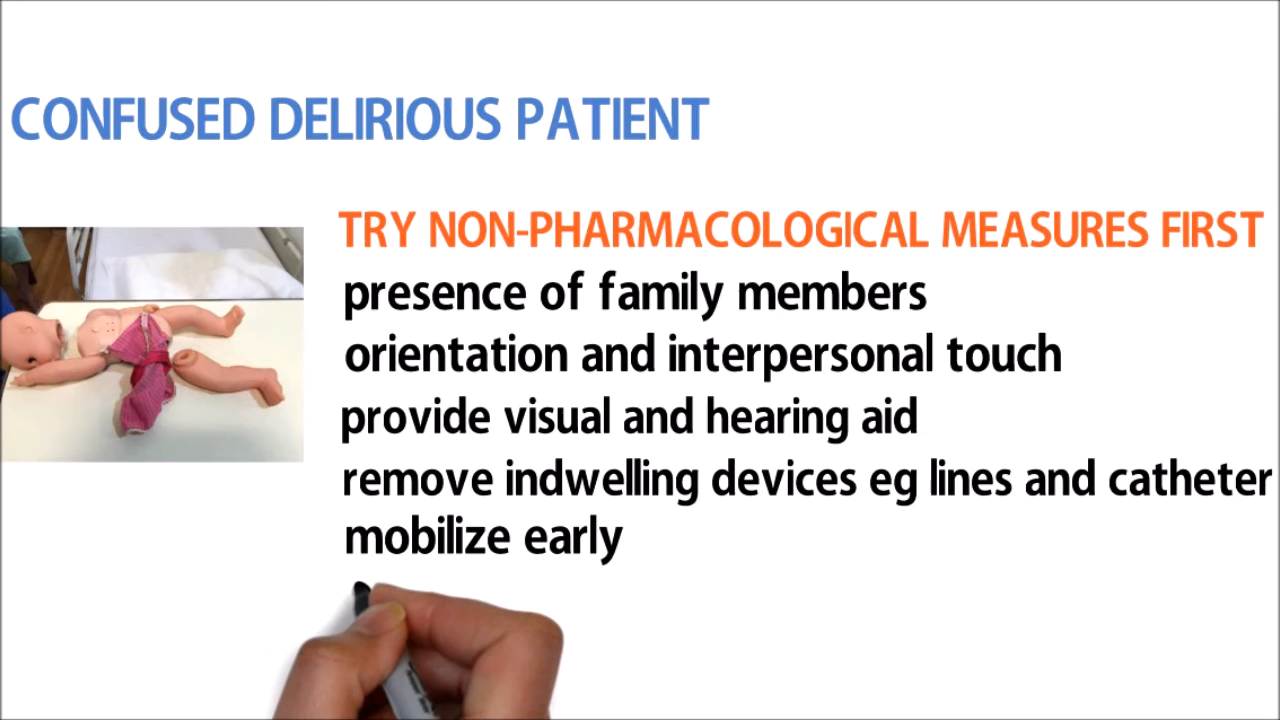 CONFUSED DELIRIOUS PATIENT
TRY NON-PHARMACOLOGICAL MEASURES FIRST
presence of family members
orientation and interpersonal touch
provide visual and hearing aid
remove indwelling devices eg lines and catheter
mobilize early